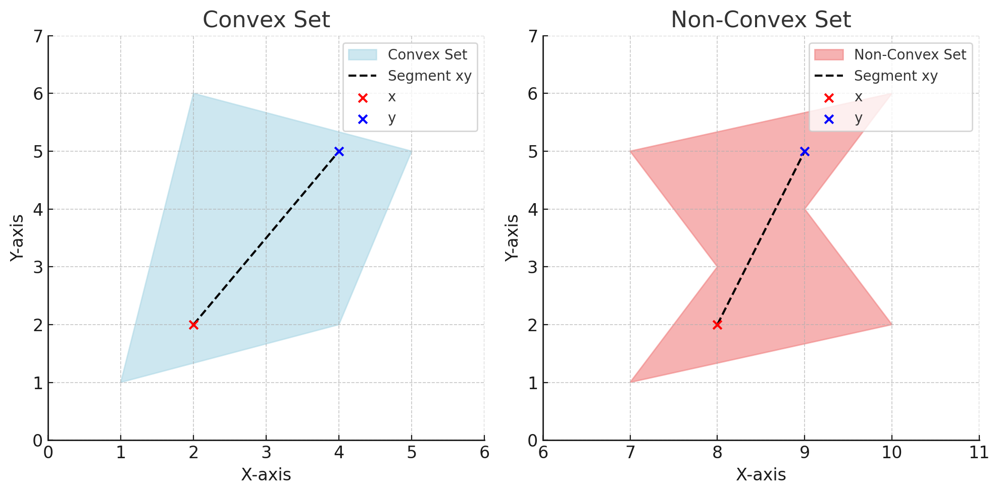 Convex Set
7
6
5
4
3
2
1
0
Y-axis
0 1 2 3 4 5 6
X-axis
Convex Set
Segment xy
x
y
Non-Convex Set
7
6
5
4
3
2
1
0
Y-axis
6 7 8 9 10 11
X-axis
Non-Convex Set
Segment xy
x
y